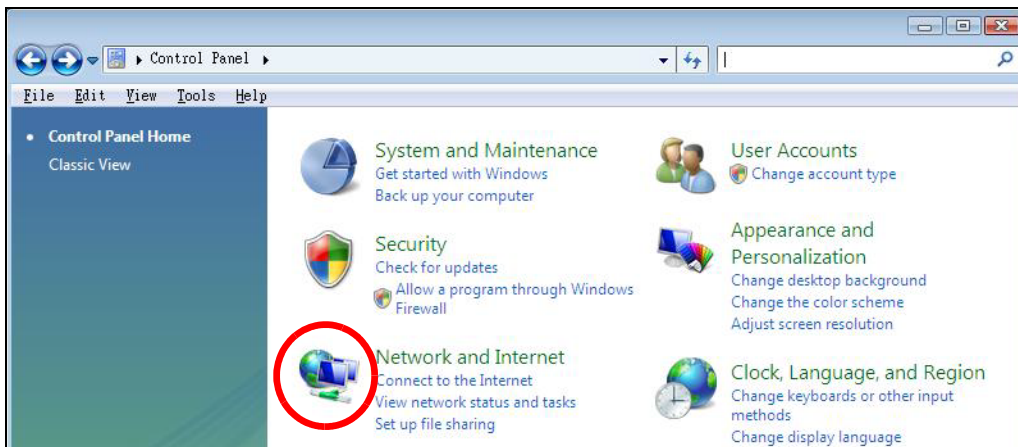 Control Panel
File Edit View Tools Help
Control Panel Home
Classic View
System and Maintenance
Get started with Windows
Back up your computer
Security
Check for updates
Allow a program through Windows
Firewall
Network and Internet
Connect to the Internet
View network status and tasks
Set up file sharing
User Accounts
Change account type
Appearance and
Personalization
Change desktop background
Change the color scheme
Adjust screen resolution
Clock, Language, and Region
Change keyboards or other input
methods
Change display language